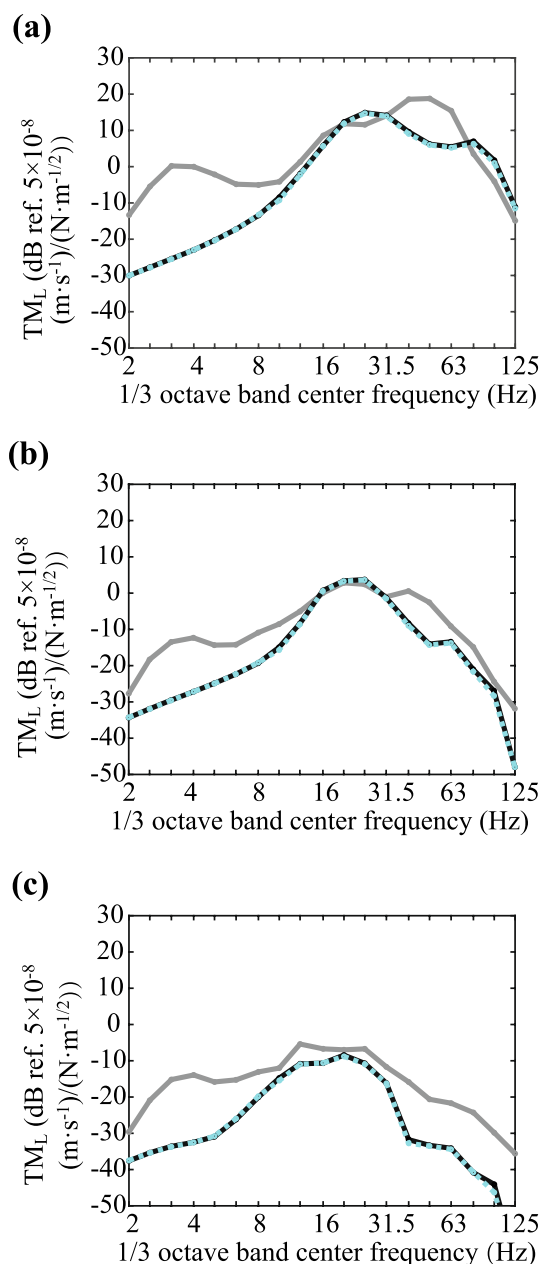 (a)
30
20
10
0
-10
-20
-30
-40
-50
TM_L (dB ref. 5×10^-8
(m·s^-1)/(N·m^-1/2))
2 4 8 16 31.5 63 125
1/3 octave band center frequency (Hz)
(b)
30
20
10
0
-10
-20
-30
-40
-50
TM_L (dB ref. 5×10^-8
(m·s^-1)/(N·m^-1/2))
2 4 8 16 31.5 63 125
1/3 octave band center frequency (Hz)
(c)
30
20
10
0
-10
-20
-30
-40
-50
TM_L (dB ref. 5×10^-8
(m·s^-1)/(N·m^-1/2))
2 4 8 16 31.5 63 125
1/3 octave band center frequency (Hz)